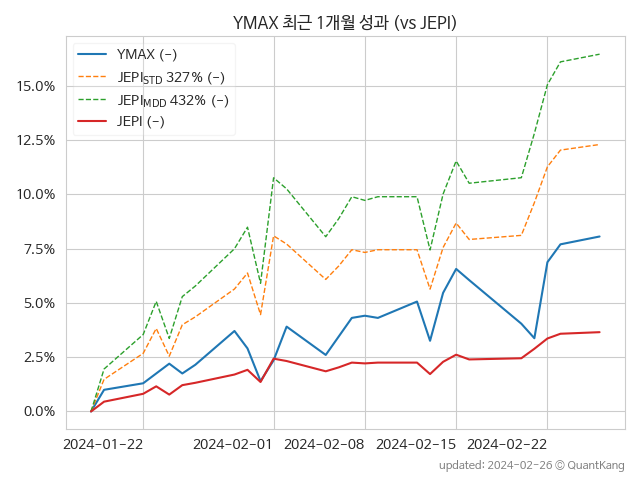 YMAX 최근 1개월 성과 (vs JEPI)
YMAX (-)
JEPI_STD 327% (-)
JEPI_MDD 432% (-)
JEPI (-)
15.0%
12.5%
10.0%
7.5%
5.0%
2.5%
0.0%
2024-01-22 2024-02-01 2024-02-08 2024-02-15 2024-02-22
updated: 2024-02-26 © QuantKang